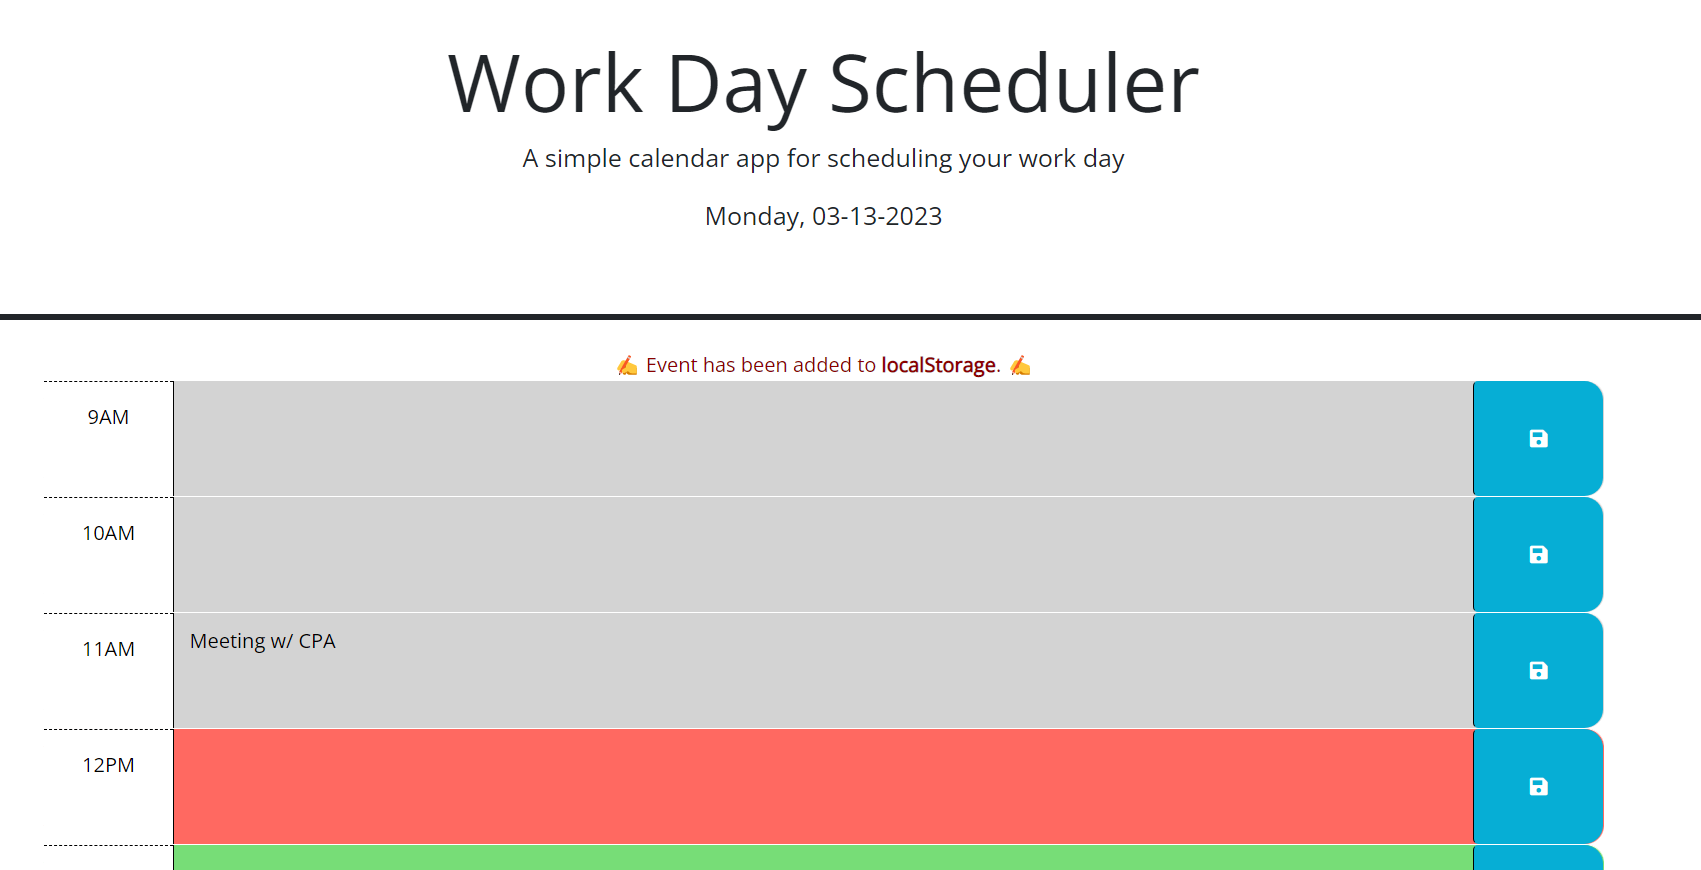 Work Day Scheduler
A simple calendar app for scheduling your work day
Monday, 03-13-2023
✍️ Event has been added to localStorage. ✍️
9AM
10AM
11AM
Meeting w/ CPA
12PM